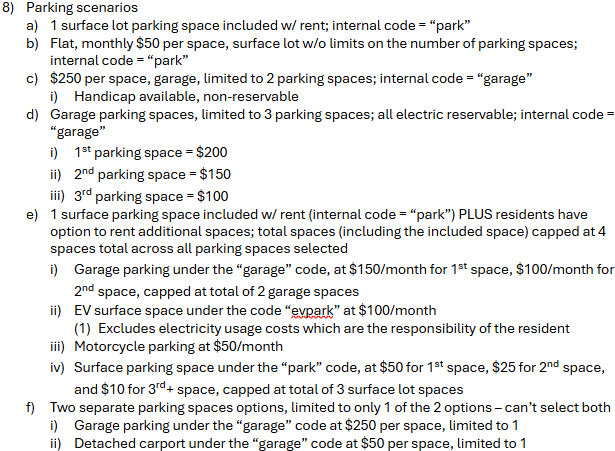 8) Parking scenarios
a) 1 surface lot parking space included w/ rent; internal code = “park”
b) Flat, monthly $50 per space, surface lot w/o limits on the number of parking spaces;
internal code = “park”
c) $250 per space, garage, limited to 2 parking spaces; internal code = “garage”
i) Handicap available, non-reservable
d) Garage parking spaces, limited to 3 parking spaces; all electric reservable; internal code =
“garage”
i) 1st parking space = $200
ii) 2nd parking space = $150
iii) 3rd parking space = $100
e) 1 surface parking space included w/ rent (internal code = “park”) PLUS residents have
option to rent additional spaces; total spaces (including the included space) capped at 4
spaces total across all parking spaces selected
i) Garage parking under the “garage” code, at $150/month for 1st space, $100/month for
2nd space, capped at total of 2 garage spaces
ii) EV surface space under the code “evpark” at $100/month
(1) Excludes electricity usage costs which are the responsibility of the resident
iii) Motorcycle parking at $50/month
iv) Surface parking space under the “park” code, at $50 for 1st space, $25 for 2nd space,
and $10 for 3rd+ space, capped at total of 3 surface lot spaces
f) Two separate parking spaces options, limited to only 1 of the 2 options – can’t select both
i) Garage parking under the “garage” code at $250 per space, limited to 1
ii) Detached carport under the “garage” code at $50 per space, limited to 1